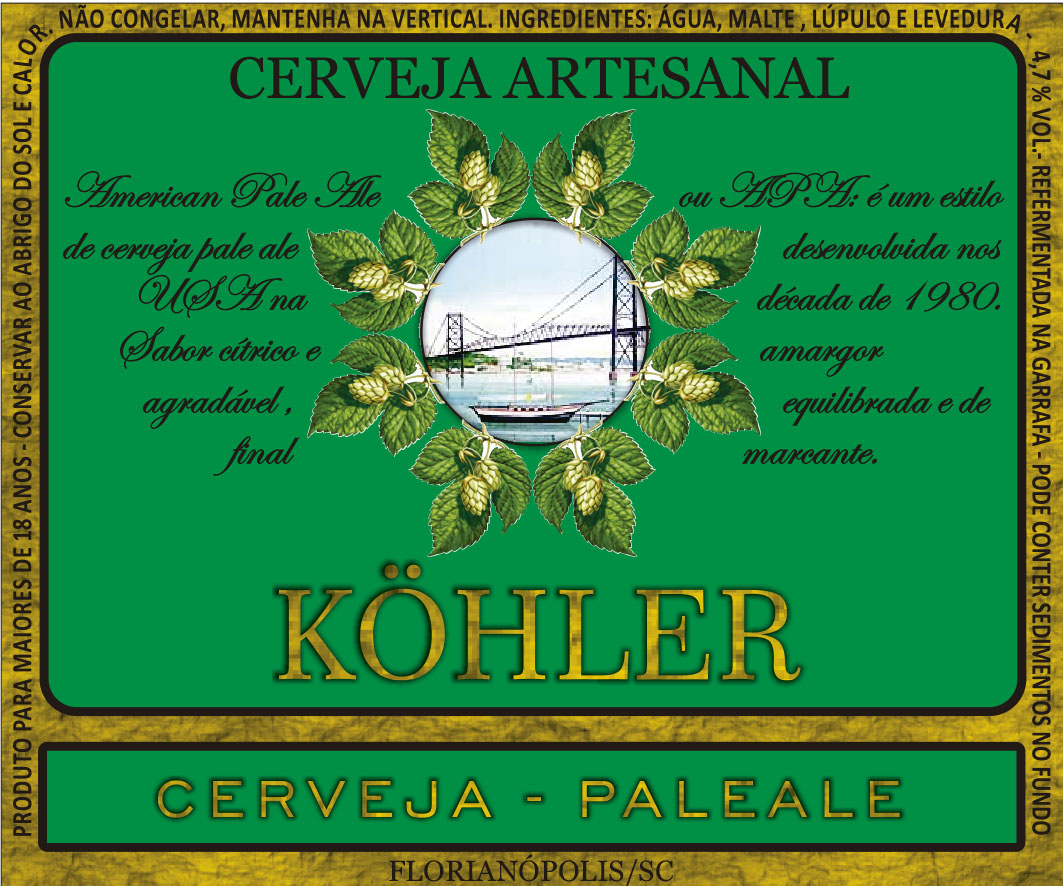 PRODUTO PARA MAIORES DE 18 ANOS - CONSERVAR AO ABRIGO DO SOL E CALOR.
NÃO CONGELAR, MANTENHA NA VERTICAL. INGREDIENTES: ÁGUA, MALTE , LÚPULO E LEVEDURA -
4,7 % VOL.- REFERMENTADA NA GARRAFA - PODE CONTER SEDIMENTOS NO FUNDO
CERVEJA ARTESANAL
American Pale Ale ou APA: é um estilo
de cerveja pale ale desenvolvida nos
USA na década de 1980.
Sabor cítrico e amargor
agradável , equilibrada e de
final marcante.
KÖHLER
CERVEJA - PALEALE
FLORIANÓPOLIS/SC